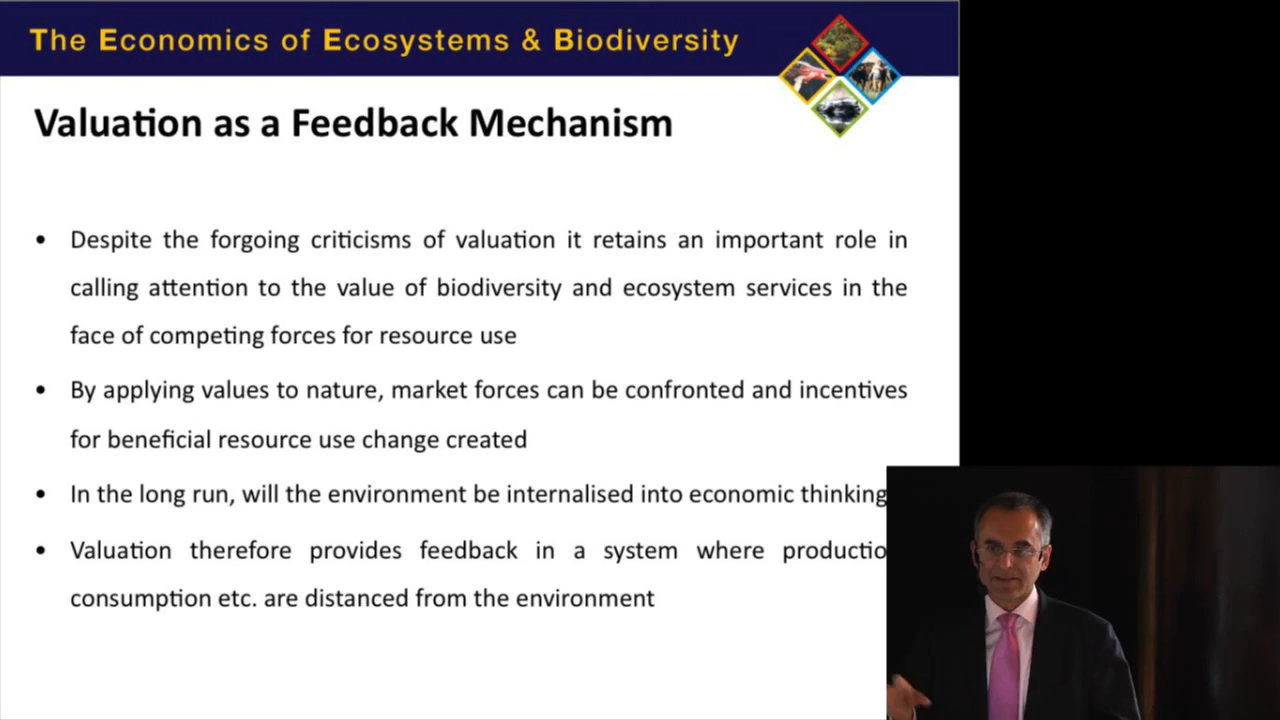 The Economics of Ecosystems & Biodiversity
Valuation as a Feedback Mechanism
• Despite the forgoing criticisms of valuation it retains an important role in
calling attention to the value of biodiversity and ecosystem services in the
face of competing forces for resource use
• By applying values to nature, market forces can be confronted and incentives
for beneficial resource use change created
• In the long run, will the environment be internalised into economic thinking
• Valuation therefore provides feedback in a system where productio
consumption etc. are distanced from the environment